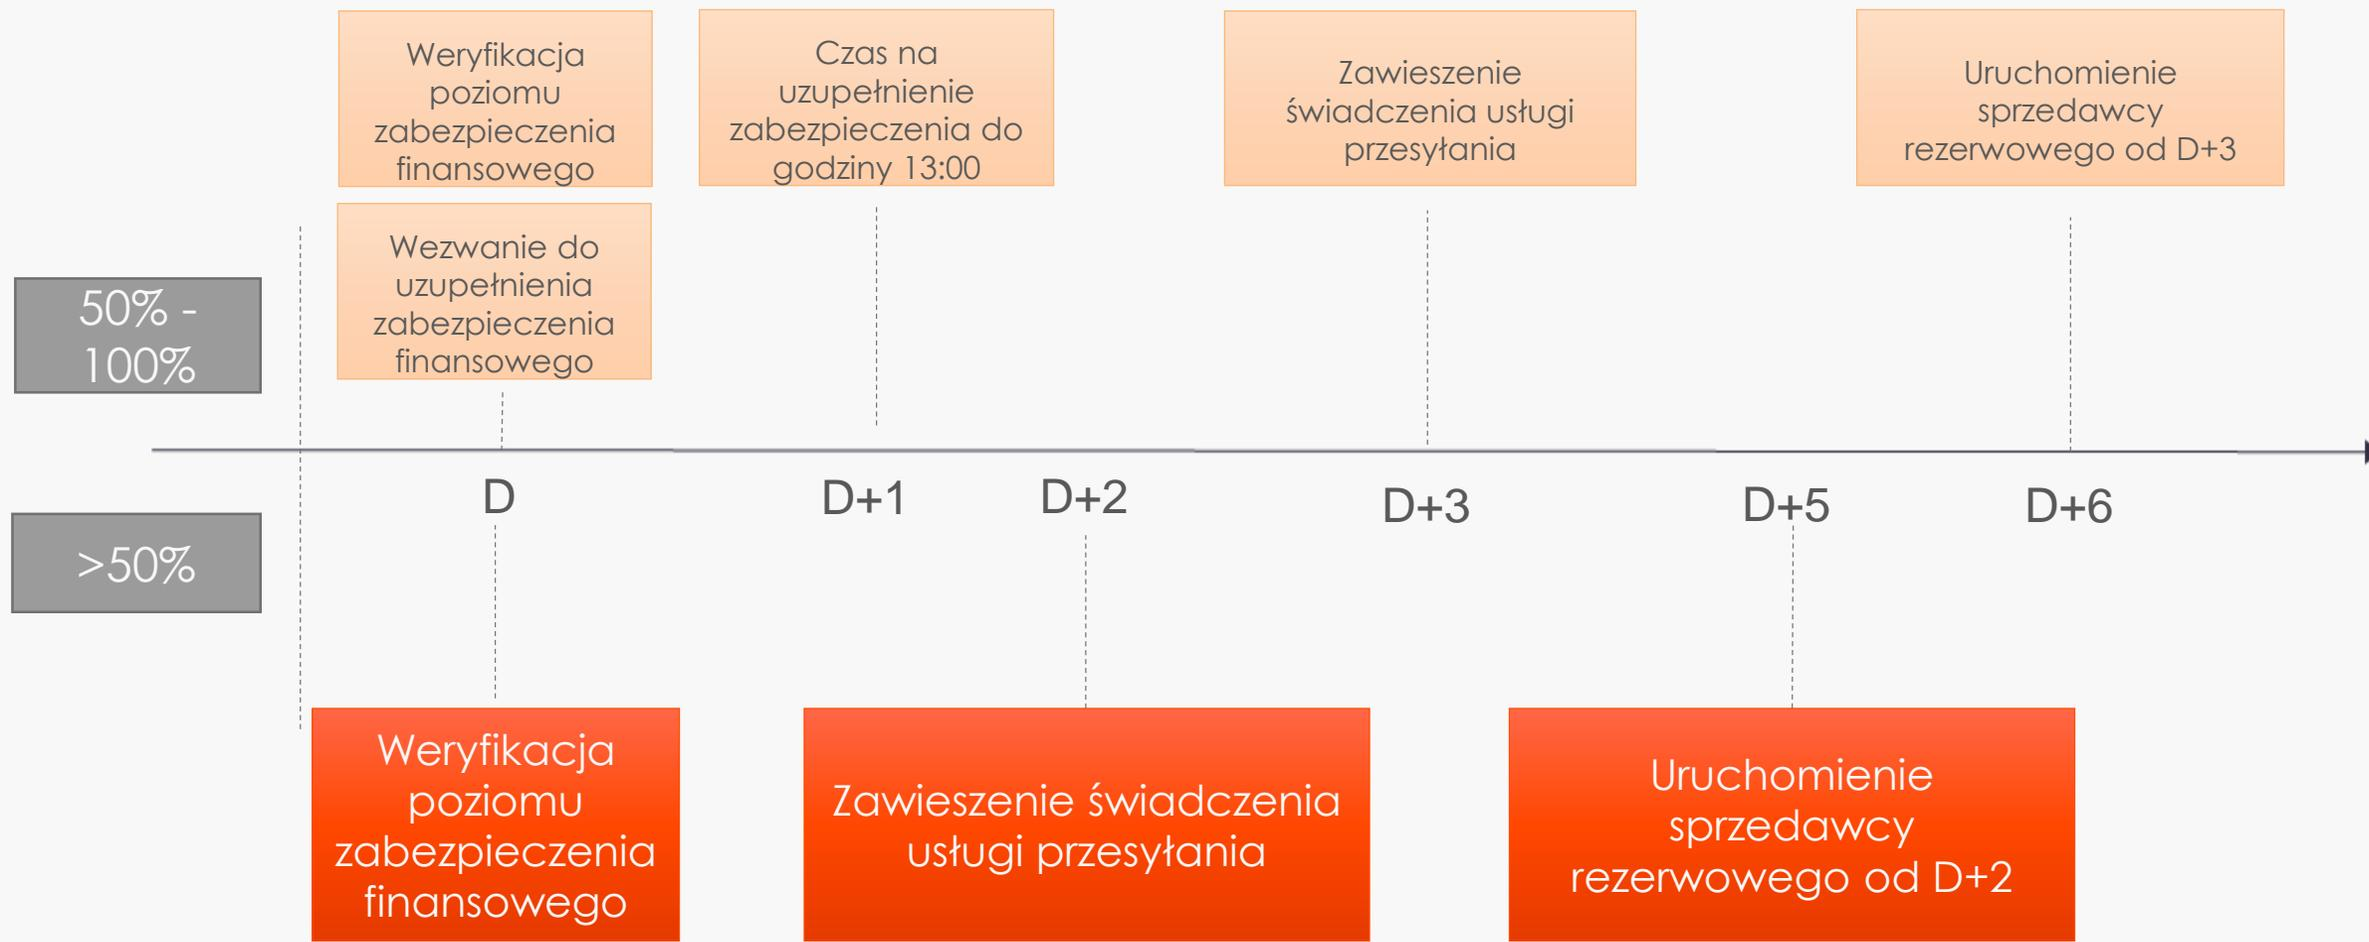 Weryfikacja
poziomu
zabezpieczenia
finansowego
Czas na
uzupełnienie
zabezpieczenia do
godziny 13:00
Zawieszenie
świadczenia usługi
przesyłania
Uruchomienie
sprzedawcy
rezerwowego od D+3
Wezwanie do
uzupełnienia
zabezpieczenia
finansowego
50% -
100%
D
D+1
D+2
D+3
D+5
D+6
>50%
Weryfikacja
poziomu
zabezpieczenia
finansowego
Zawieszenie świadczenia
usługi przesyłania
Uruchomienie
sprzedawcy
rezerwowego od D+2